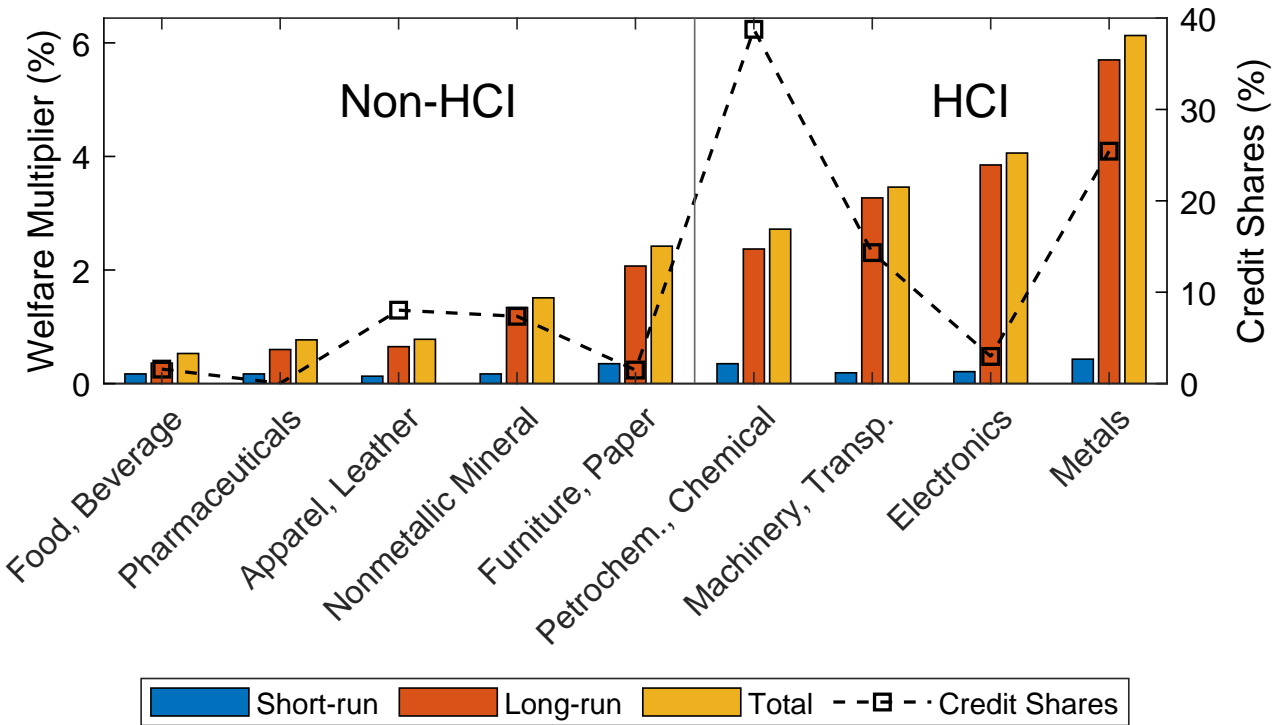 Welfare Multiplier (%)
6
4
2
0
Non-HCI
HCI
40
30
20
10
0
Credit Shares (%)
Food, Beverage
Pharmaceuticals
Apparel, Leather
Nonmetallic Mineral
Furniture, Paper
Petrochem., Chemical
Machinery, Transp.
Electronics
Metals
Short-run
Long-run
Total
Credit Shares